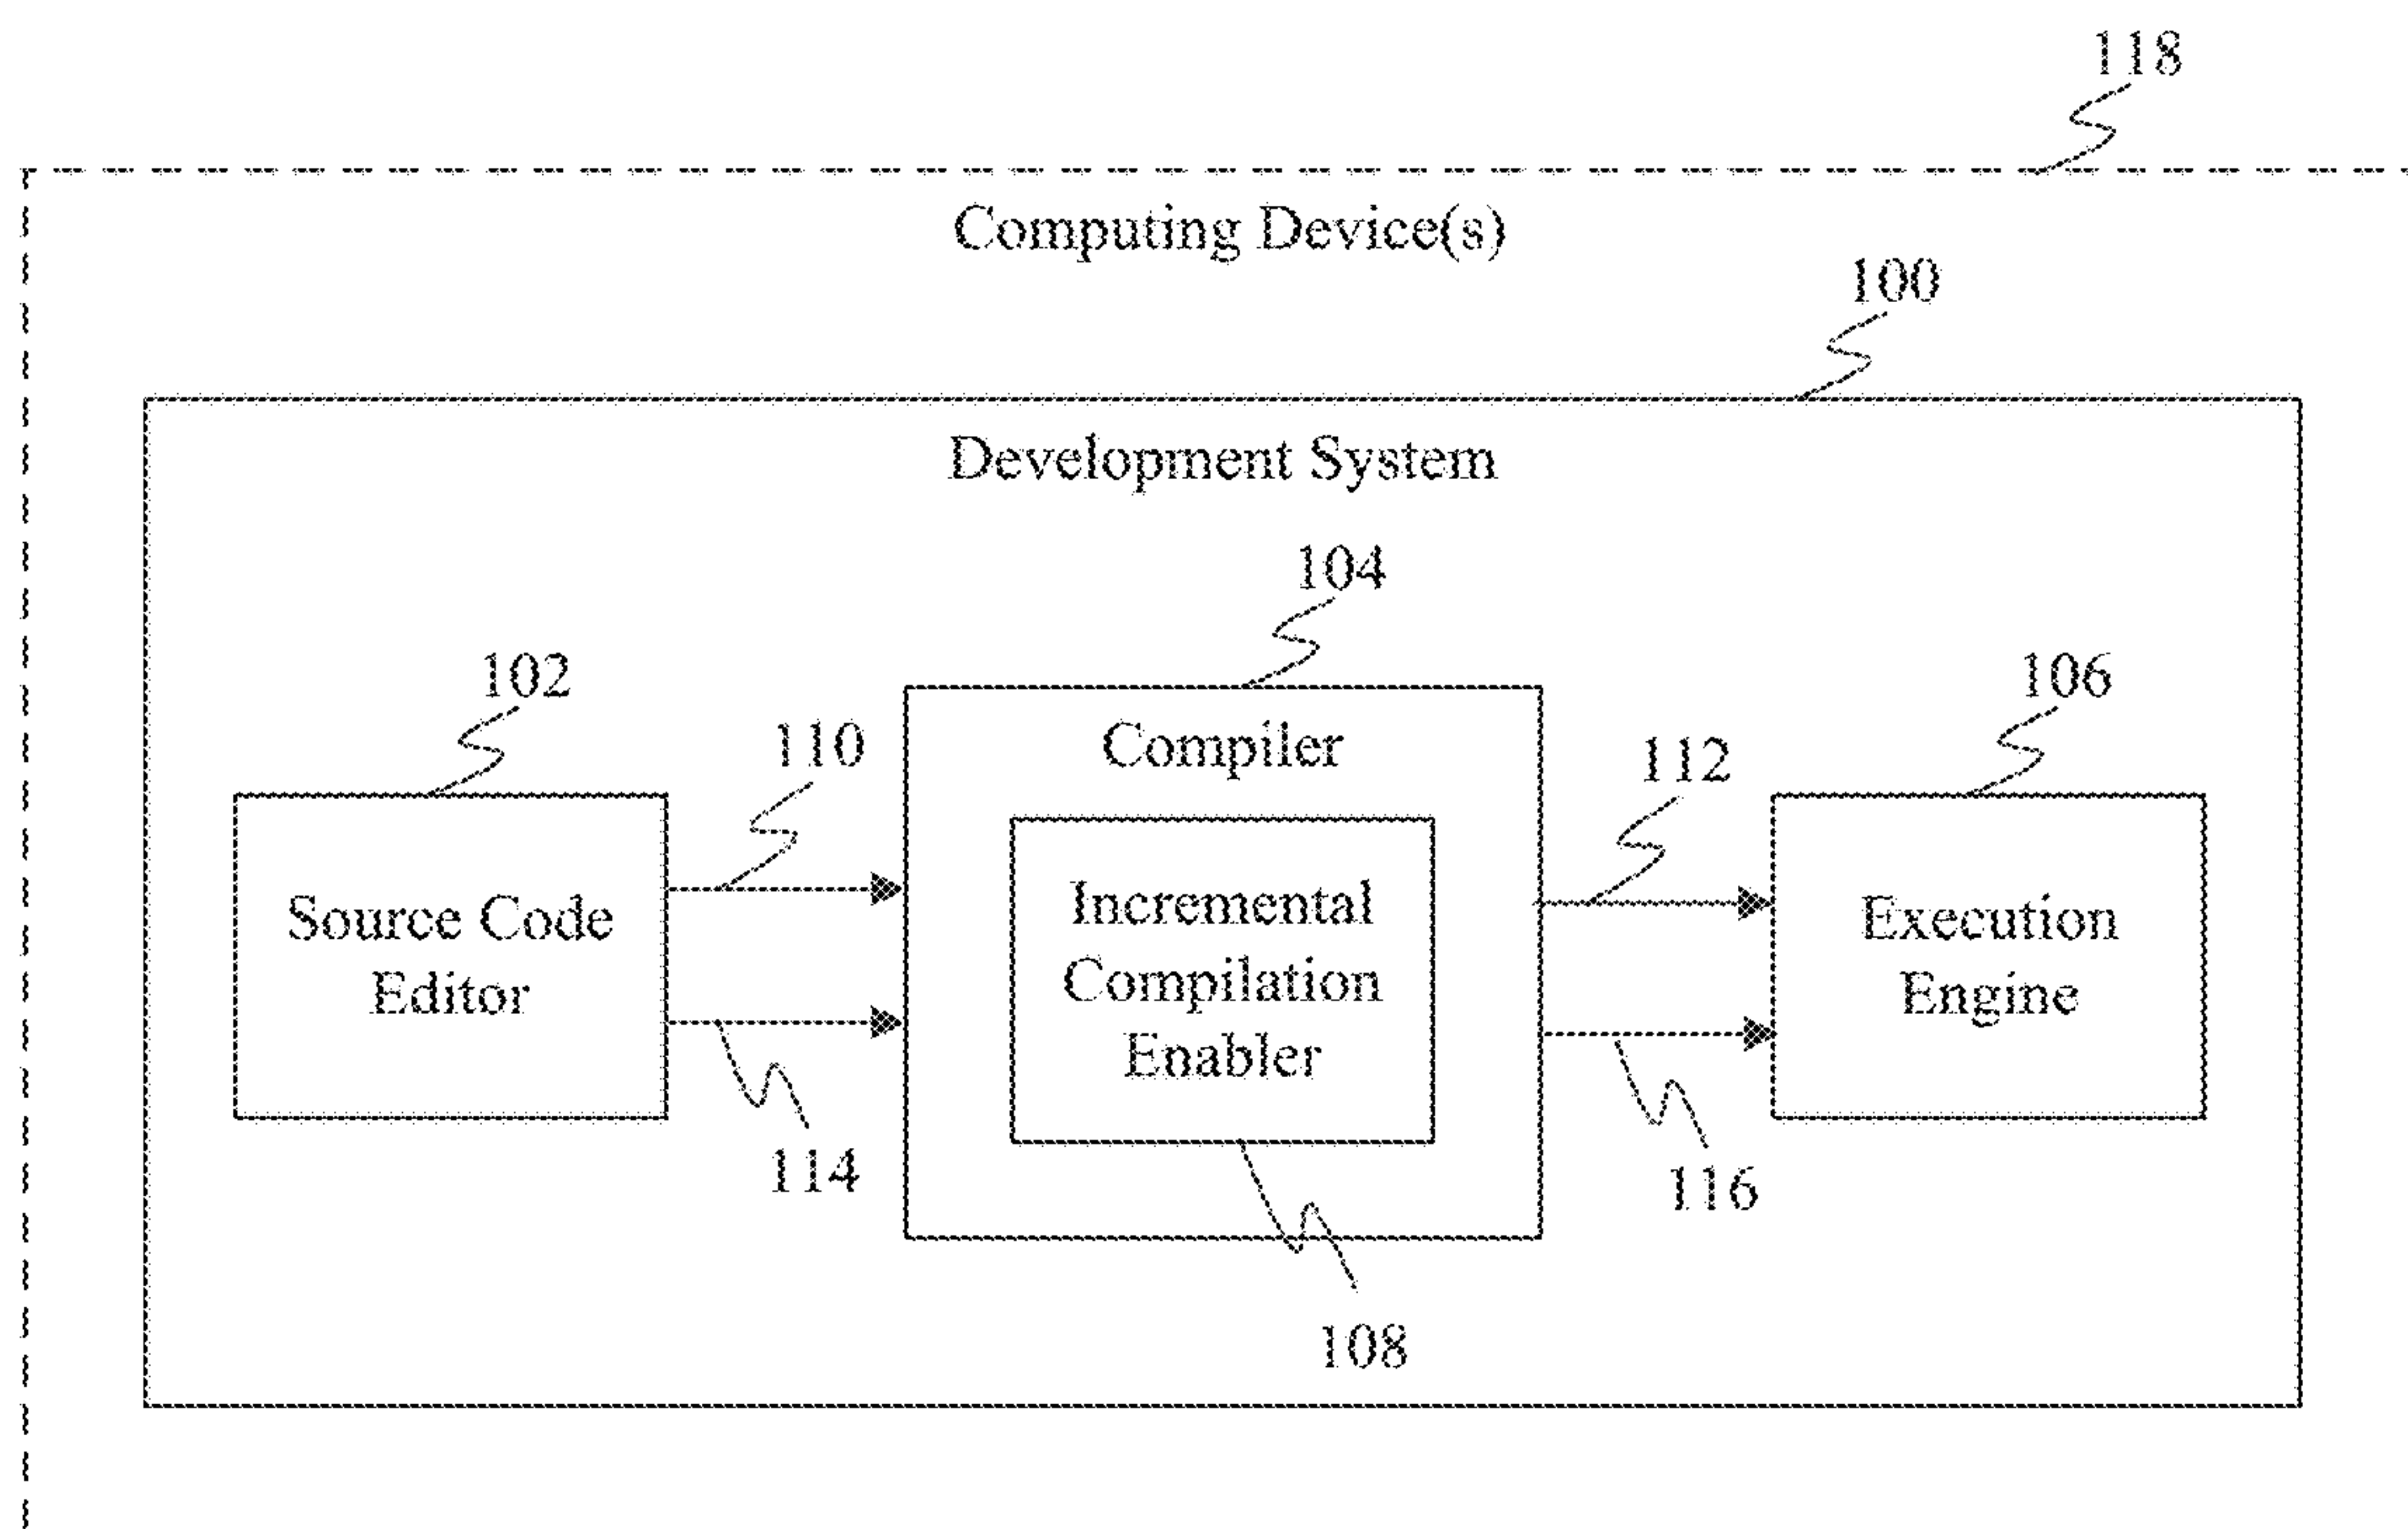 118
Computing Device(s)
100
Development System
104
102
106
110
Compiler
112
Source Code
Editor
Incremental
Compilation
Enabler
Execution
Engine
114
116
108